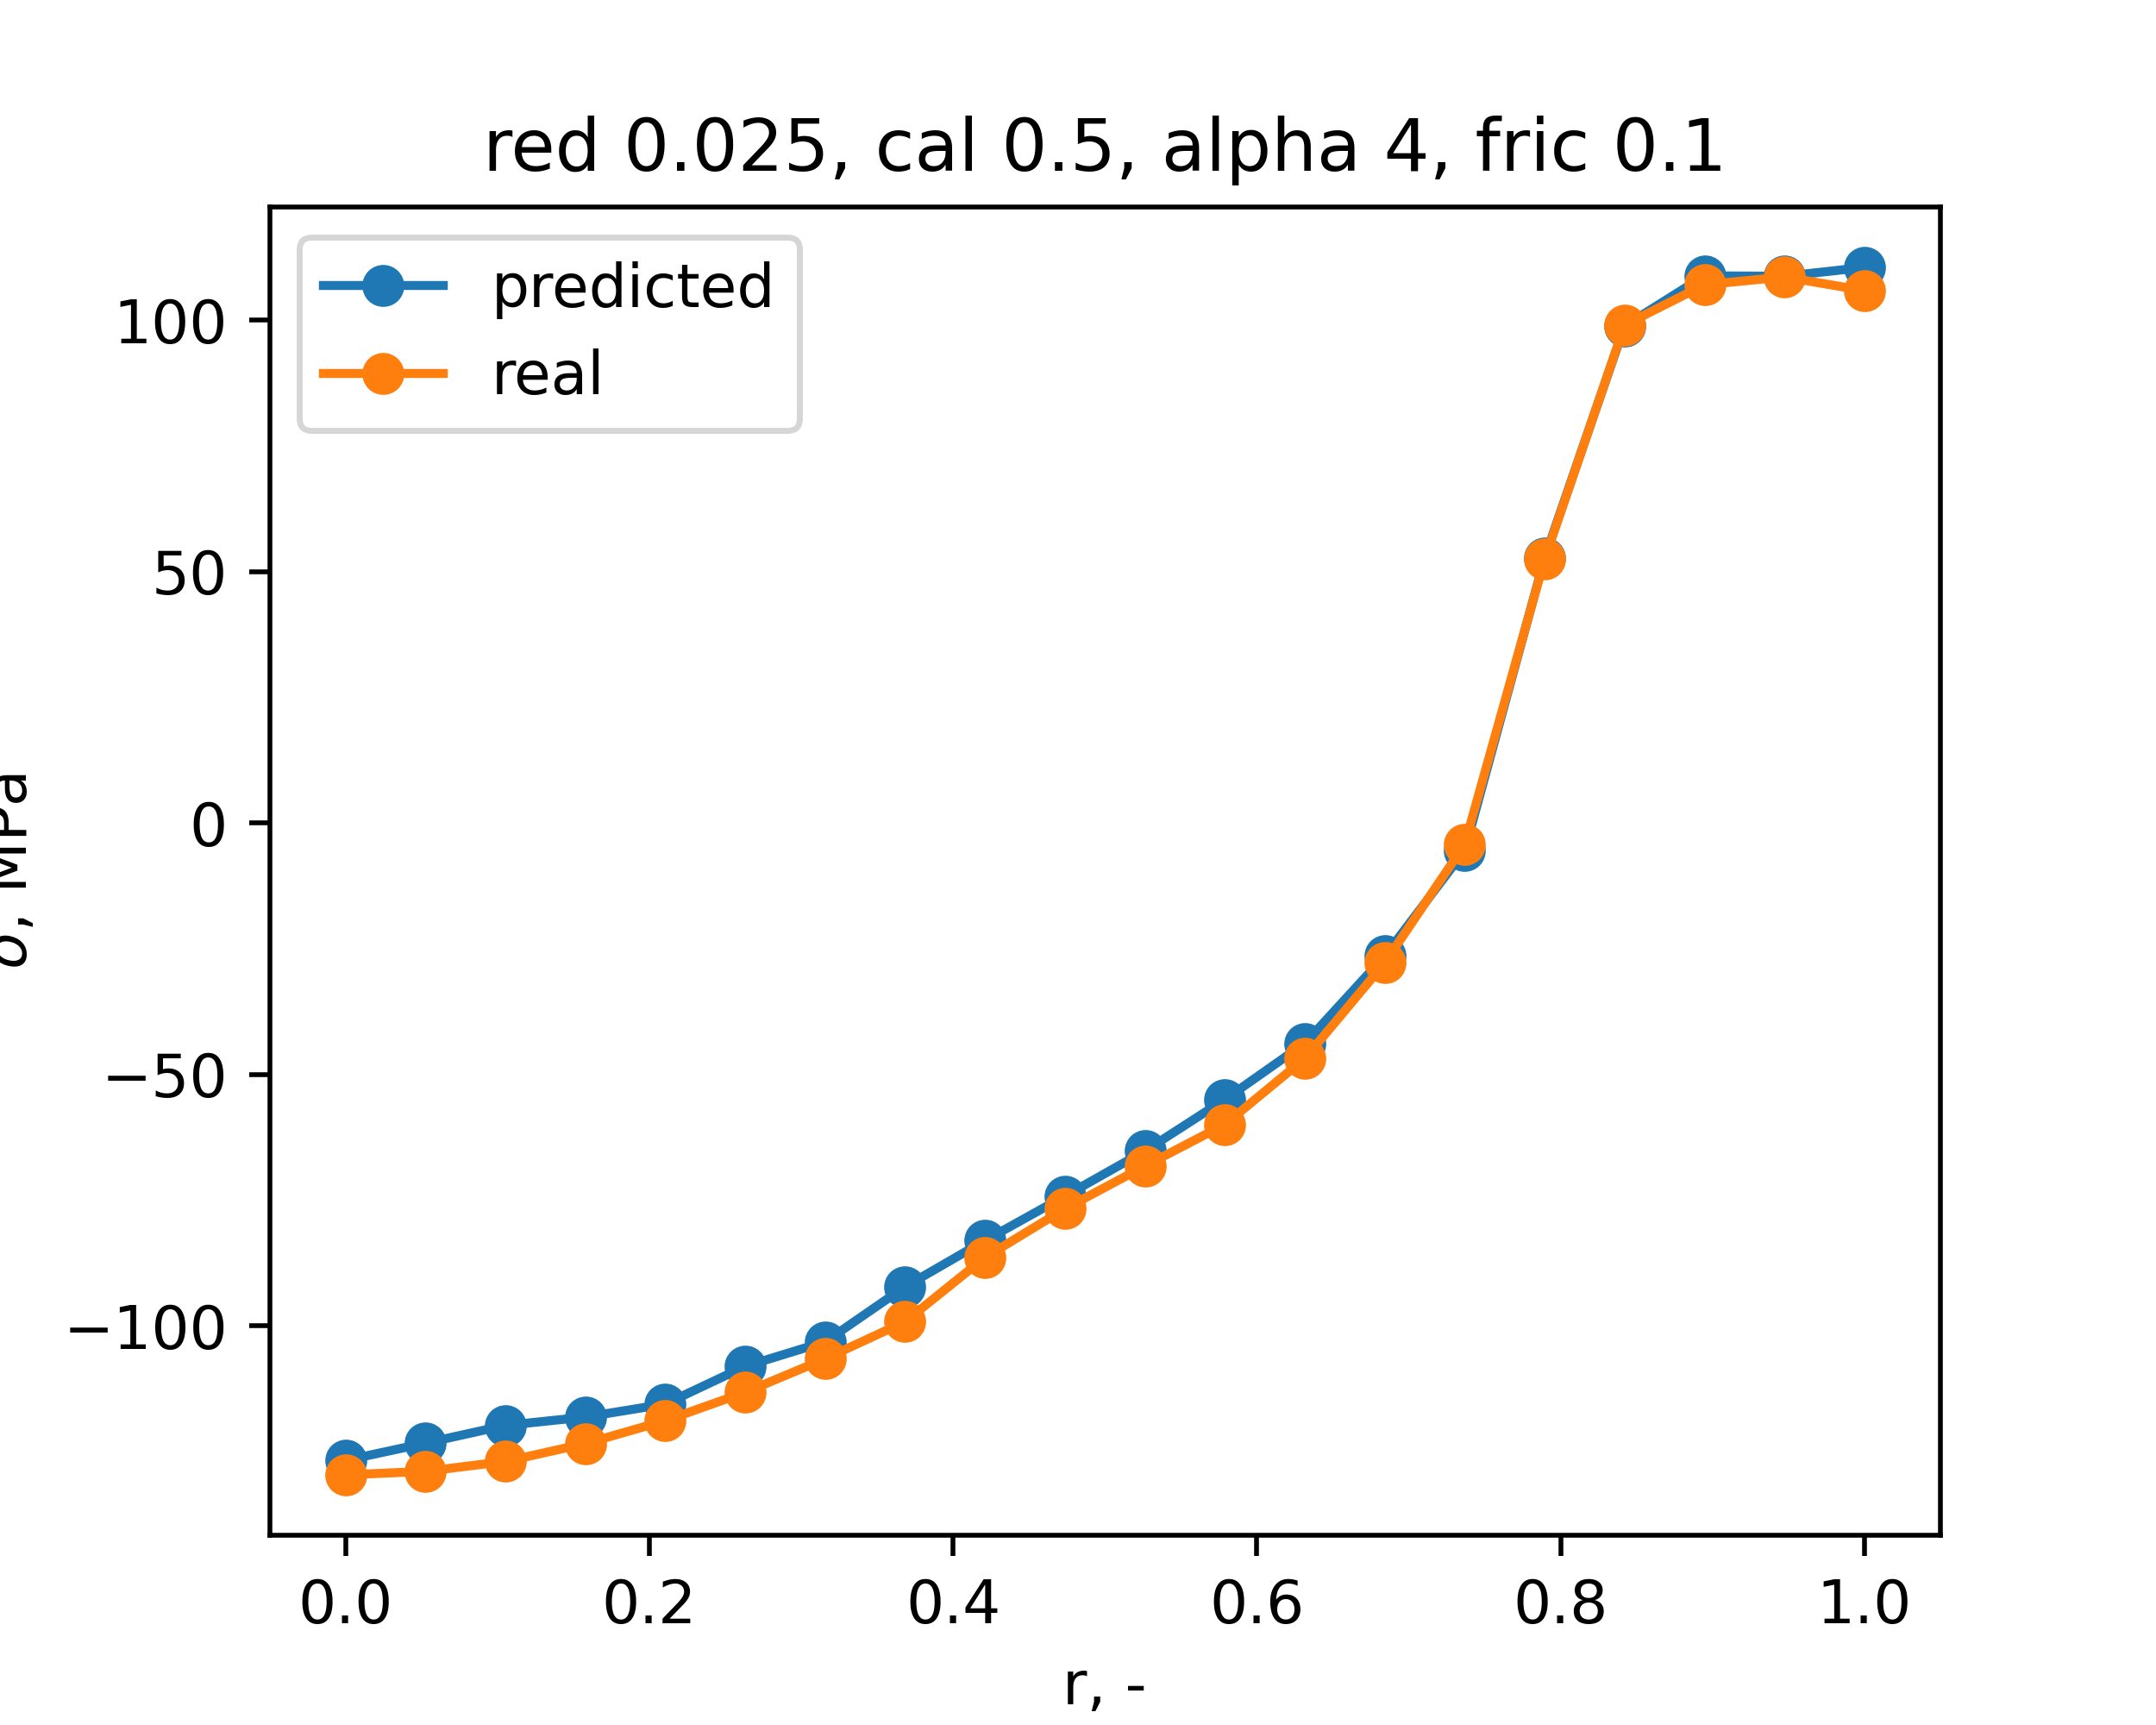 red 0.025, cal 0.5, alpha 4, fric 0.1
predicted
real
100
50
0
−50
−100
σ, MPa
0.0 0.2 0.4 0.6 0.8 1.0
r, -